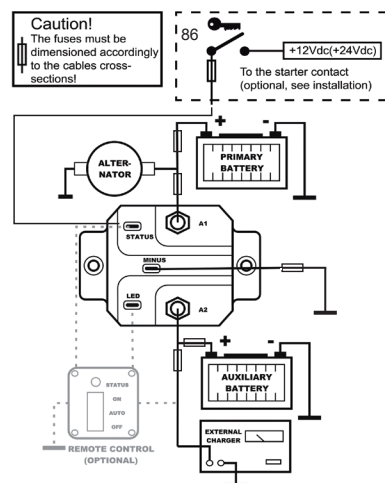 Caution!
The fuses must be
dimensioned accordingly
to the cables cross-
sections!
86
+12Vdc(+24Vdc)
To the starter contact
(optional, see installation)
+ -
PRIMARY
BATTERY
ALTER-
NATOR
A1
STATUS
MINUS
LED
A2
+ -
AUXILIARY
BATTERY
STATUS
ON
AUTO
OFF
EXTERNAL
CHARGER
REMOTE CONTROL
(OPTIONAL)